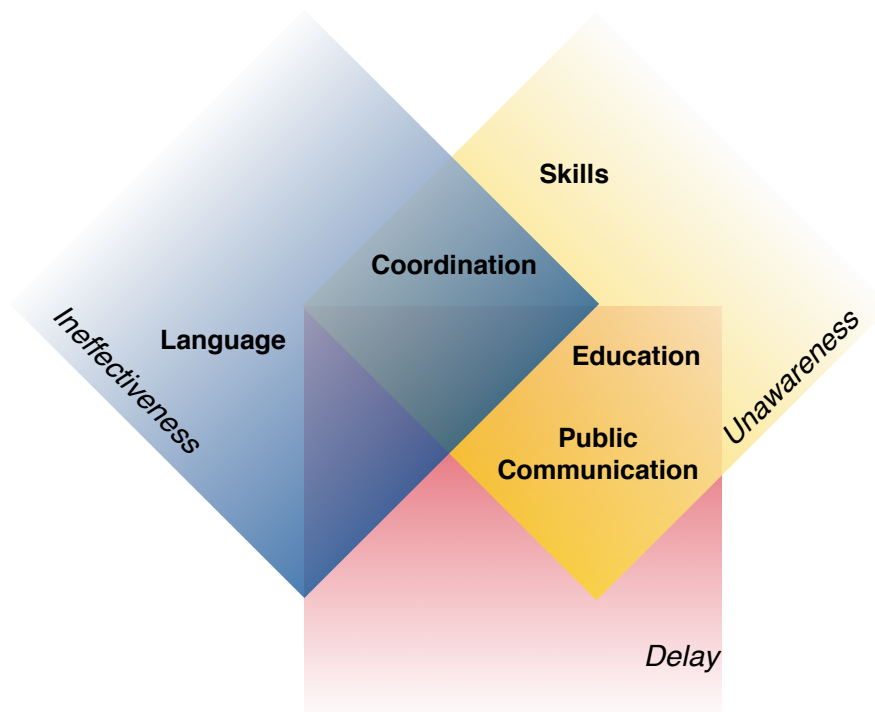 Skills
Coordination
Language
Ineffectiveness
Education
Unawareness
Public
Communication
Delay